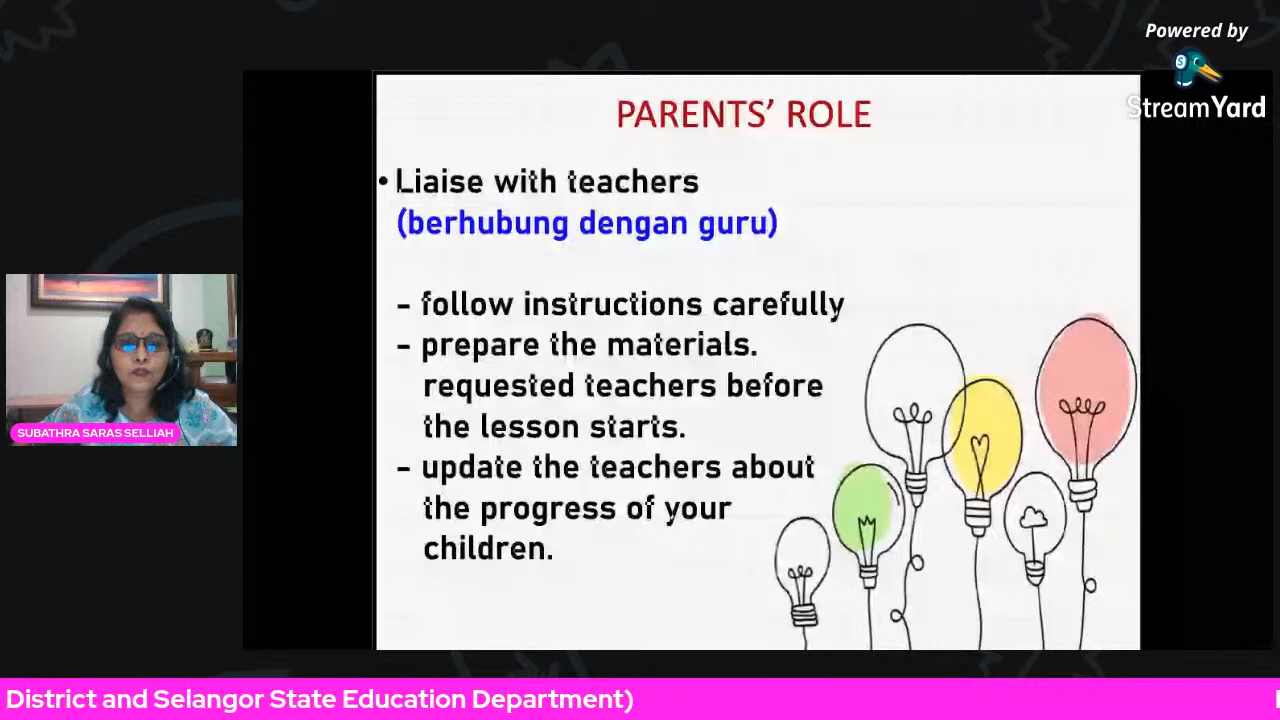 Powered by
StreamYard
PARENTS’ ROLE
• Liaise with teachers
(berhubung dengan guru)
- follow instructions carefully
- prepare the materials.
requested teachers before
the lesson starts.
- update the teachers about
the progress of your
children.
SUBATHRA SARAS SELLIAH
District and Selangor State Education Department)